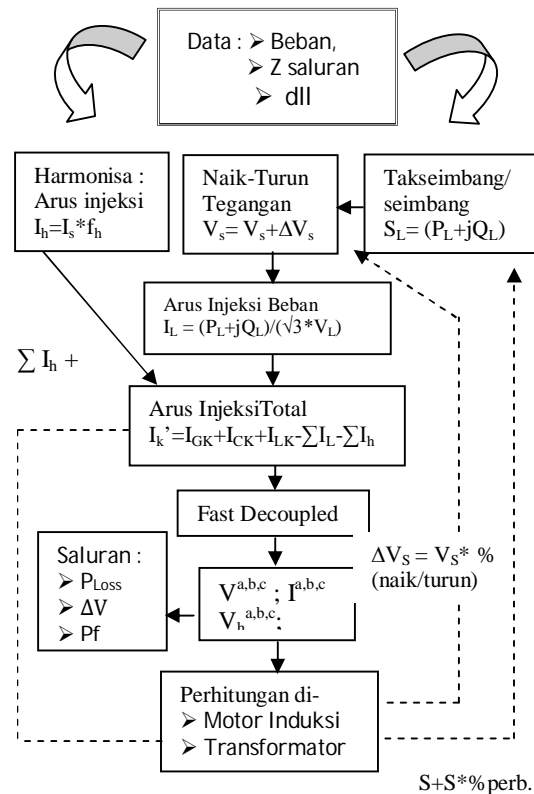 Data : ➢ Beban,
➢ Z saluran
➢ dll
Harmonisa :
Arus injeksi
I_h=I_s*f_h
Naik-Turun
Tegangan
V_s= V_s+ΔV_s
Takseimbang/
seimbang
S_L= (P_L+jQ_L)
Arus Injeksi Beban
I_L = (P_L+jQ_L)/(√3*V_L)
∑ I_h +
Arus InjeksiTotal
I_k'=I_GK+I_CK+I_LK-∑I_L-∑I_h
Fast Decoupled
Saluran :
➢ P_Loss
➢ ΔV
➢ Pf
V^a,b,c ; I^a,b,c
V_h^a,b,c;
ΔV_S = V_S* %
(naik/turun)
Perhitungan di-
➢ Motor Induksi
➢ Transformator
S+S*%perb.